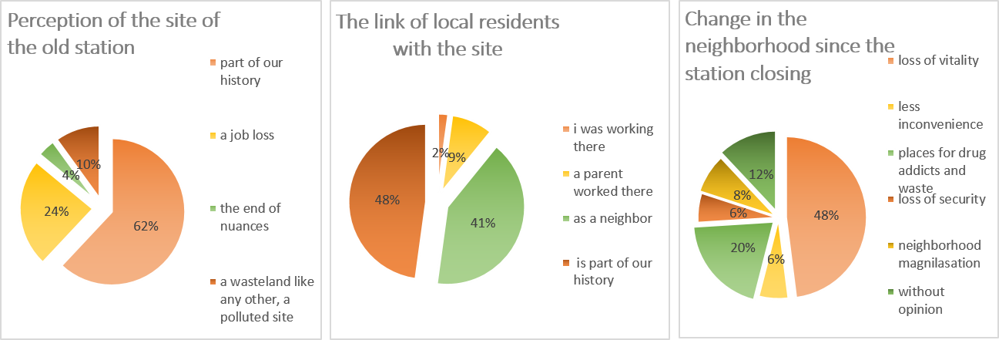 Perception of the site of
the old station
part of our
history
a job loss
the end of
nuances
a wasteland like
any other, a
polluted site
62%
24%
4%
10%
The link of local residents
with the site
i was working
there
a parent
worked there
as a neighbor
is part of our
history
2%
9%
41%
48%
Change in the
neighborhood since the
station closing
loss of vitality
less
inconvenience
places for drug
addicts and
waste
loss of security
neighborhood
magnilasation
without
opinion
48%
6%
20%
6%
8%
12%